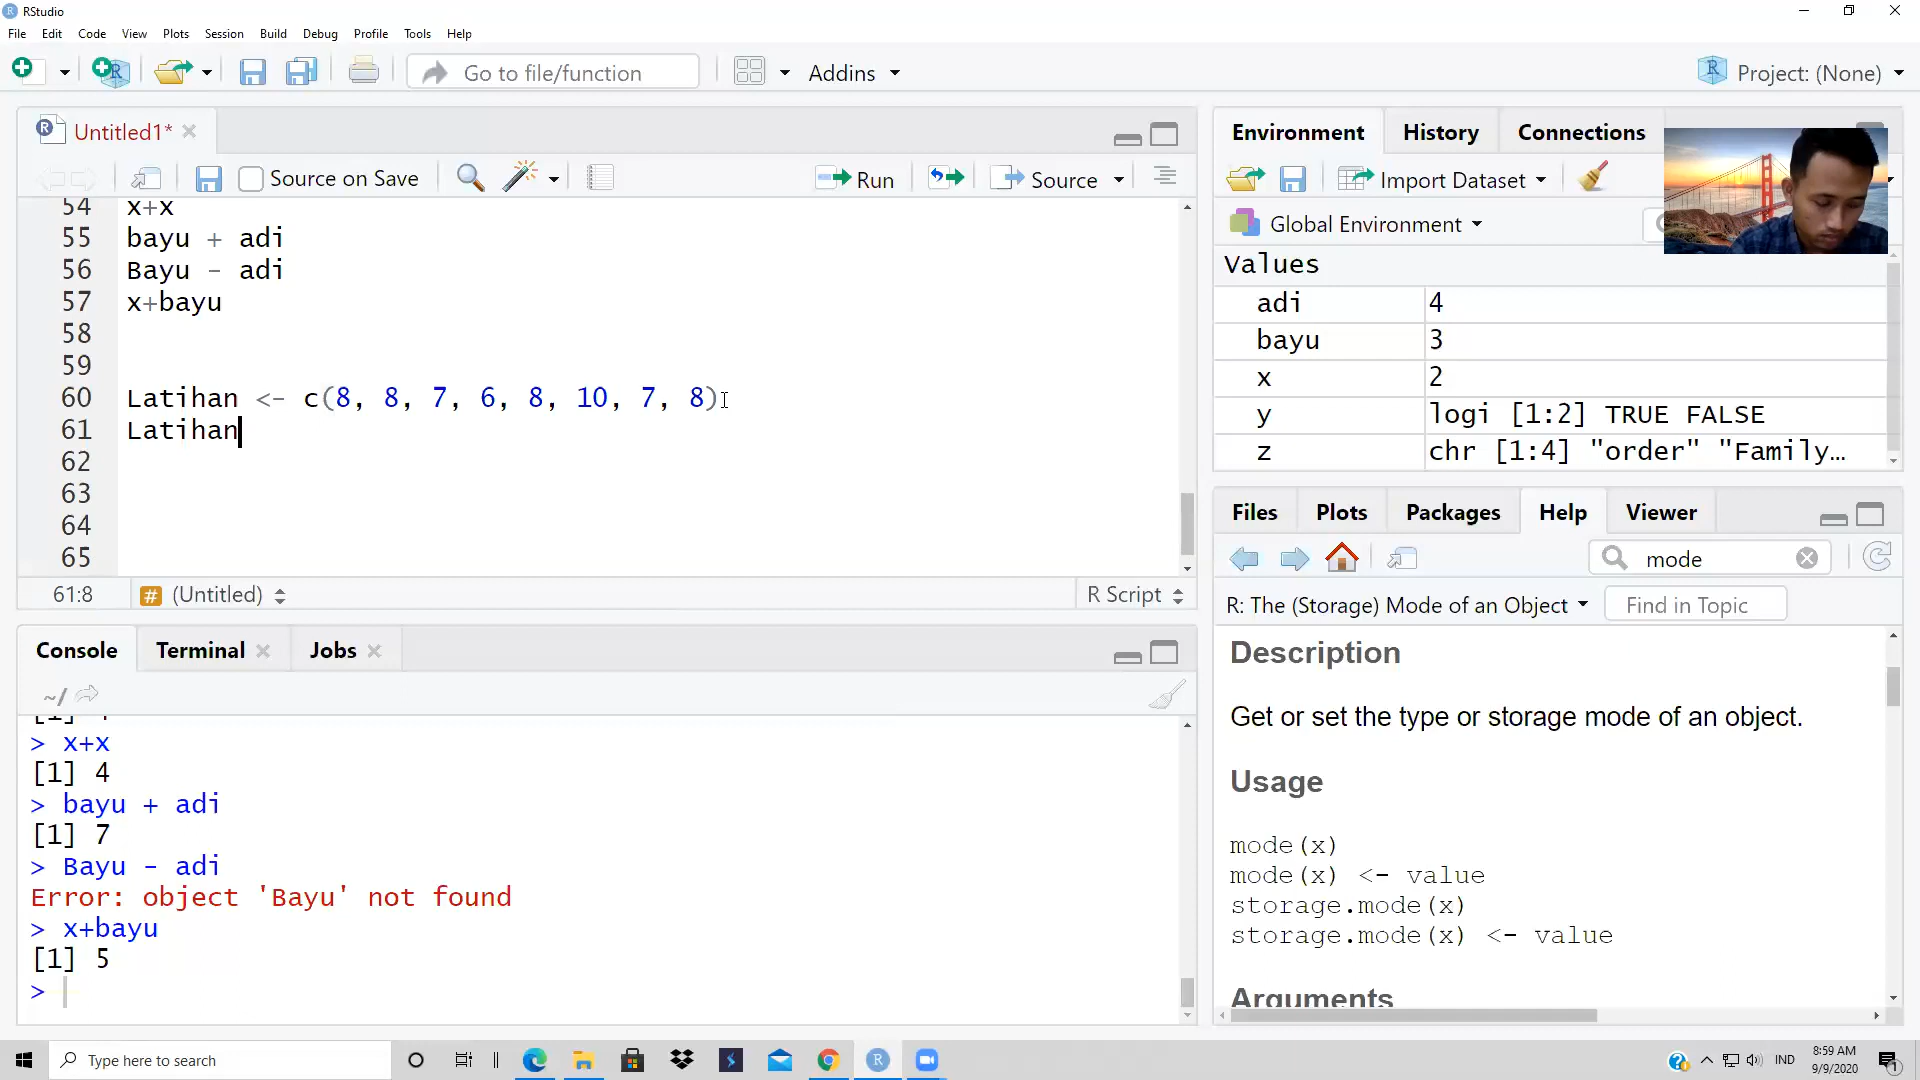 RStudio
File Edit Code View Plots Session Build Debug Profile Tools Help
Go to file/function
Addins
Project: (None)
Untitled1*
Source on Save
Run
Source
54 x+x
55 bayu + adi
56 Bayu - adi
57 x+bayu
58
59
60 Latihan <- c(8, 8, 7, 6, 8, 10, 7, 8)
61 Latihan
62
63
64
65
61:8 # (Untitled) R Script
Console Terminal Jobs
~/
> x+x
[1] 4
> bayu + adi
[1] 7
> Bayu - adi
Error: object 'Bayu' not found
> x+bayu
[1] 5
>
Environment History Connections
Import Dataset
Global Environment
Values
adi 4
bayu 3
x 2
y logi [1:2] TRUE FALSE
z chr [1:4] "order" "Family…
Files Plots Packages Help Viewer
mode
R: The (Storage) Mode of an Object Find in Topic
Description
Get or set the type or storage mode of an object.
Usage
mode(x)
mode(x) <- value
storage.mode(x)
storage.mode(x) <- value
Arguments
Type here to search
IND
8:59 AM
9/9/2020
1